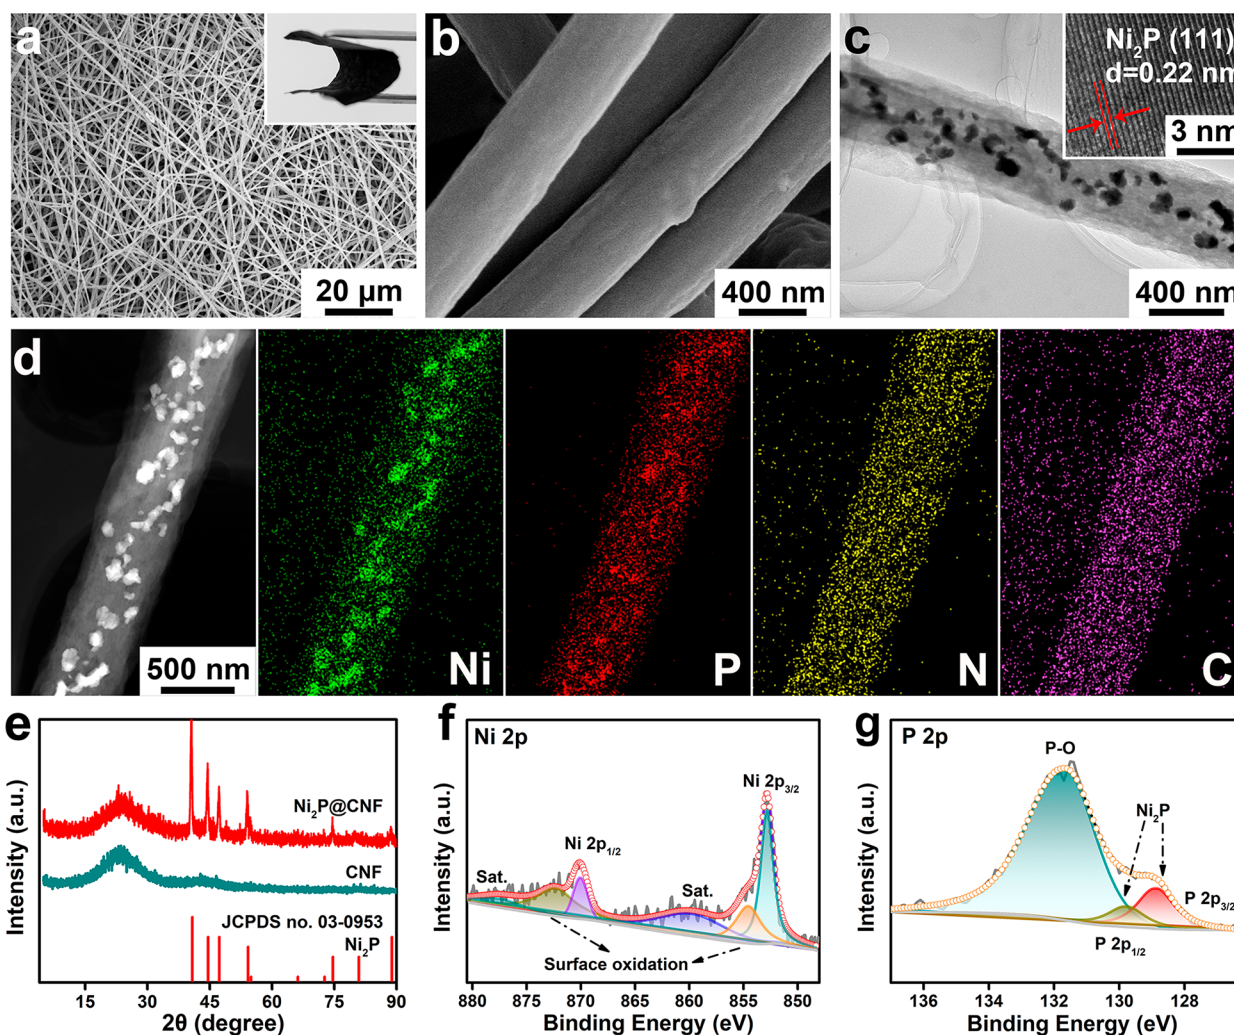 a
20 µm
b
400 nm
c
Ni₂P (111)
d=0.22 nm
3 nm
400 nm
d
500 nm
Ni
P
N
C
e
Intensity (a.u.)
Ni₂P@CNF
CNF
JCPDS no. 03-0953
Ni₂P
15 30 45 60 75 90
2θ (degree)
f
Intensity (a.u.)
Ni 2p
Ni 2p₃/₂
Ni 2p₁/₂
Sat.
Sat.
Surface oxidation
880 875 870 865 860 855 850
Binding Energy (eV)
g
Intensity (a.u.)
P 2p
P-O
Ni₂P
P 2p₃/₂
P 2p₁/₂
136 134 132 130 128
Binding Energy (eV)